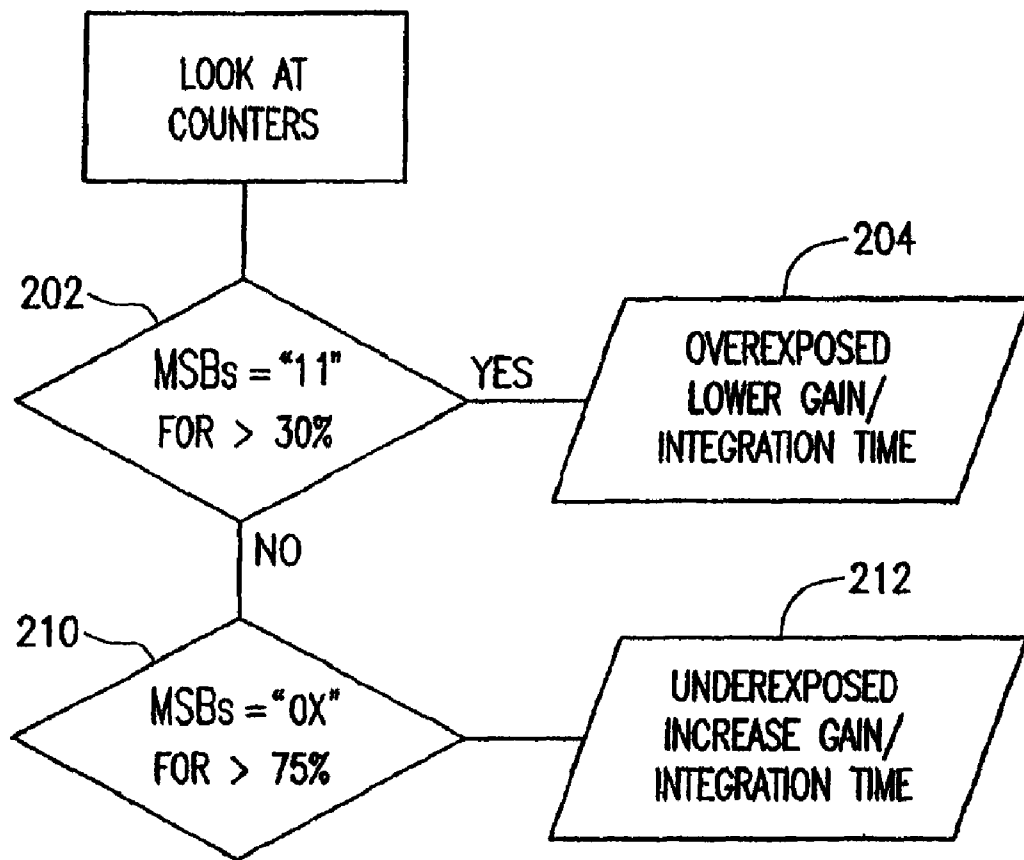 LOOK AT
COUNTERS
202
MSBs = "11"
FOR > 30%
YES
204
OVEREXPOSED
LOWER GAIN/
INTEGRATION TIME
NO
210
MSBs = "0X"
FOR > 75%
212
UNDEREXPOSED
INCREASE GAIN/
INTEGRATION TIME